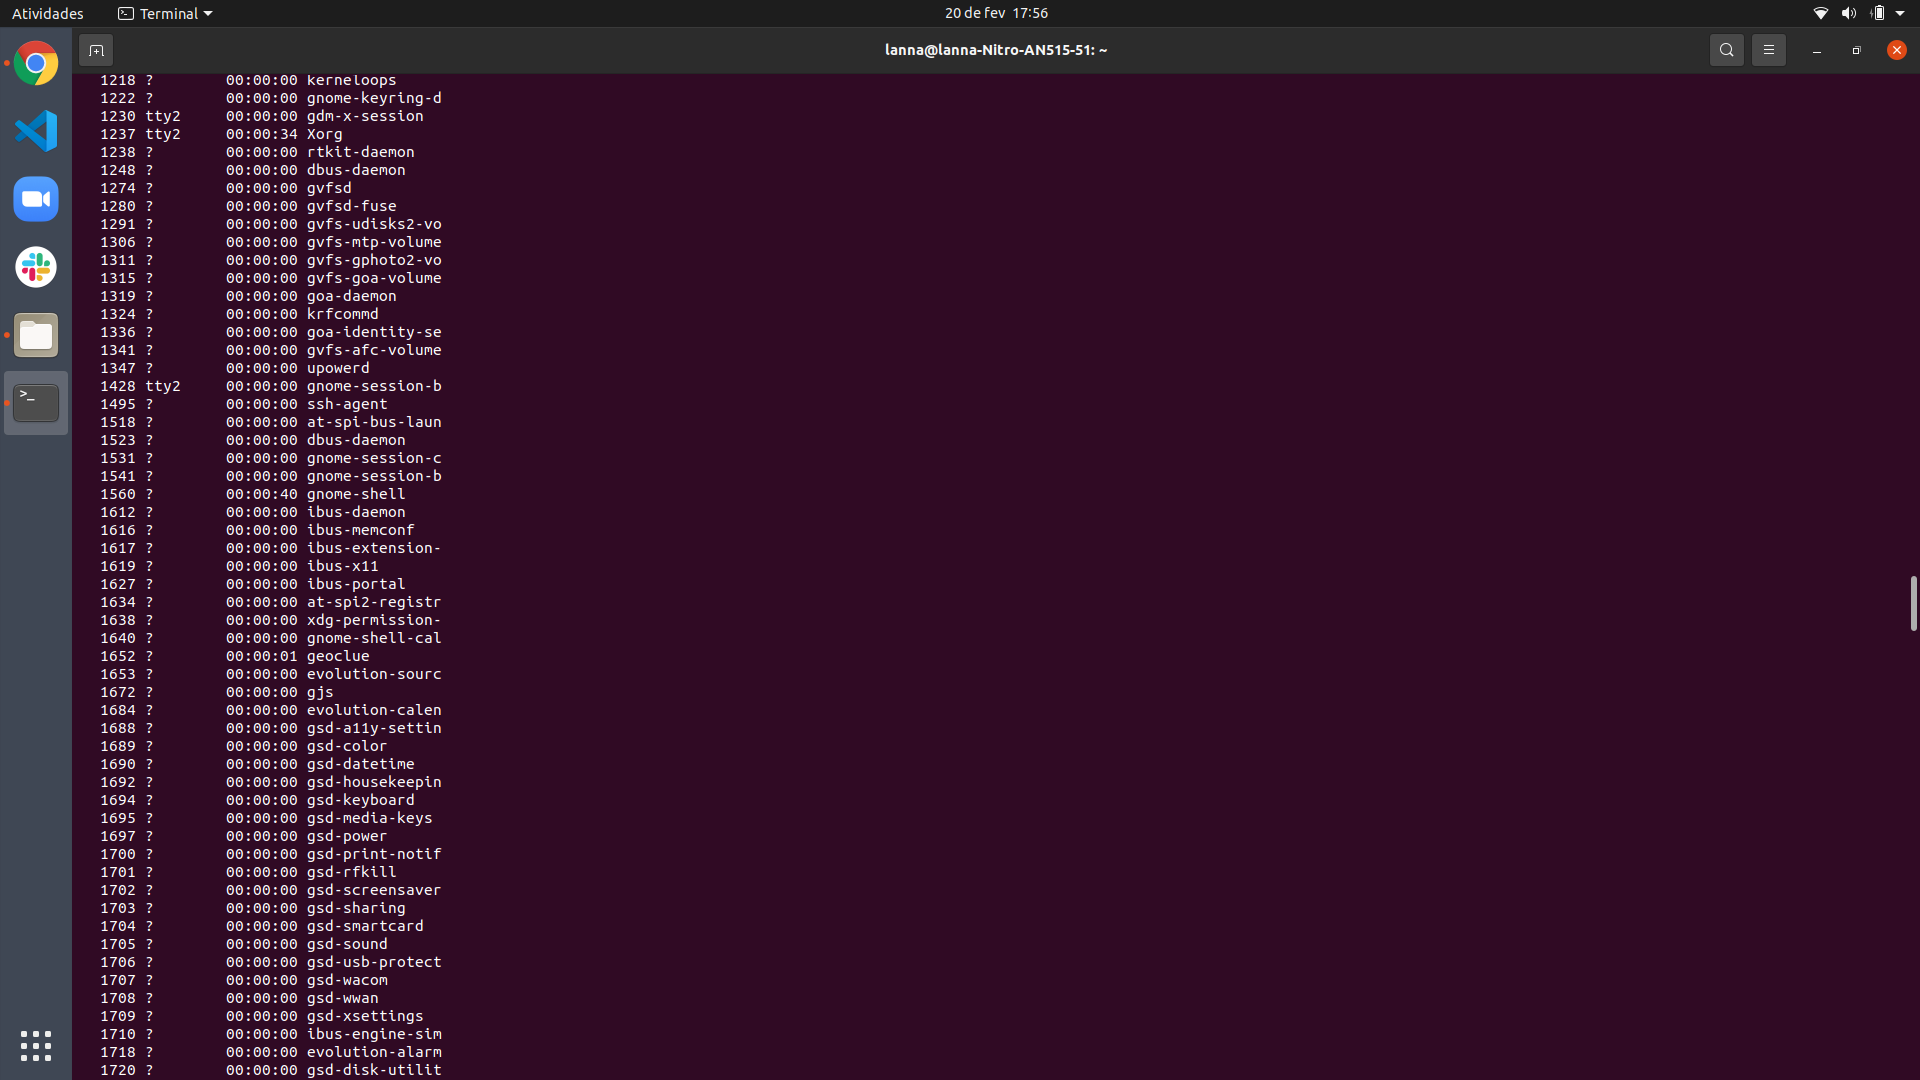 Atividades Terminal 20 de fev 17:56
lanna@lanna-Nitro-AN515-51: ~
1218 ? 00:00:00 kerneloops
1222 ? 00:00:00 gnome-keyring-d
1230 tty2 00:00:00 gdm-x-session
1237 tty2 00:00:34 Xorg
1238 ? 00:00:00 rtkit-daemon
1248 ? 00:00:00 dbus-daemon
1274 ? 00:00:00 gvfsd
1280 ? 00:00:00 gvfsd-fuse
1291 ? 00:00:00 gvfs-udisks2-vo
1306 ? 00:00:00 gvfs-mtp-volume
1311 ? 00:00:00 gvfs-gphoto2-vo
1315 ? 00:00:00 gvfs-goa-volume
1319 ? 00:00:00 goa-daemon
1324 ? 00:00:00 krfcommd
1336 ? 00:00:00 goa-identity-se
1341 ? 00:00:00 gvfs-afc-volume
1347 ? 00:00:00 upowerd
1428 tty2 00:00:00 gnome-session-b
1495 ? 00:00:00 ssh-agent
1518 ? 00:00:00 at-spi-bus-laun
1523 ? 00:00:00 dbus-daemon
1531 ? 00:00:00 gnome-session-c
1541 ? 00:00:00 gnome-session-b
1560 ? 00:00:40 gnome-shell
1612 ? 00:00:00 ibus-daemon
1616 ? 00:00:00 ibus-memconf
1617 ? 00:00:00 ibus-extension-
1619 ? 00:00:00 ibus-x11
1627 ? 00:00:00 ibus-portal
1634 ? 00:00:00 at-spi2-registr
1638 ? 00:00:00 xdg-permission-
1640 ? 00:00:00 gnome-shell-cal
1652 ? 00:00:01 geoclue
1653 ? 00:00:00 evolution-sourc
1672 ? 00:00:00 gjs
1684 ? 00:00:00 evolution-calen
1688 ? 00:00:00 gsd-a11y-settin
1689 ? 00:00:00 gsd-color
1690 ? 00:00:00 gsd-datetime
1692 ? 00:00:00 gsd-housekeepin
1694 ? 00:00:00 gsd-keyboard
1695 ? 00:00:00 gsd-media-keys
1697 ? 00:00:00 gsd-power
1700 ? 00:00:00 gsd-print-notif
1701 ? 00:00:00 gsd-rfkill
1702 ? 00:00:00 gsd-screensaver
1703 ? 00:00:00 gsd-sharing
1704 ? 00:00:00 gsd-smartcard
1705 ? 00:00:00 gsd-sound
1706 ? 00:00:00 gsd-usb-protect
1707 ? 00:00:00 gsd-wacom
1708 ? 00:00:00 gsd-wwan
1709 ? 00:00:00 gsd-xsettings
1710 ? 00:00:00 ibus-engine-sim
1718 ? 00:00:00 evolution-alarm
1720 ? 00:00:00 gsd-disk-utilit